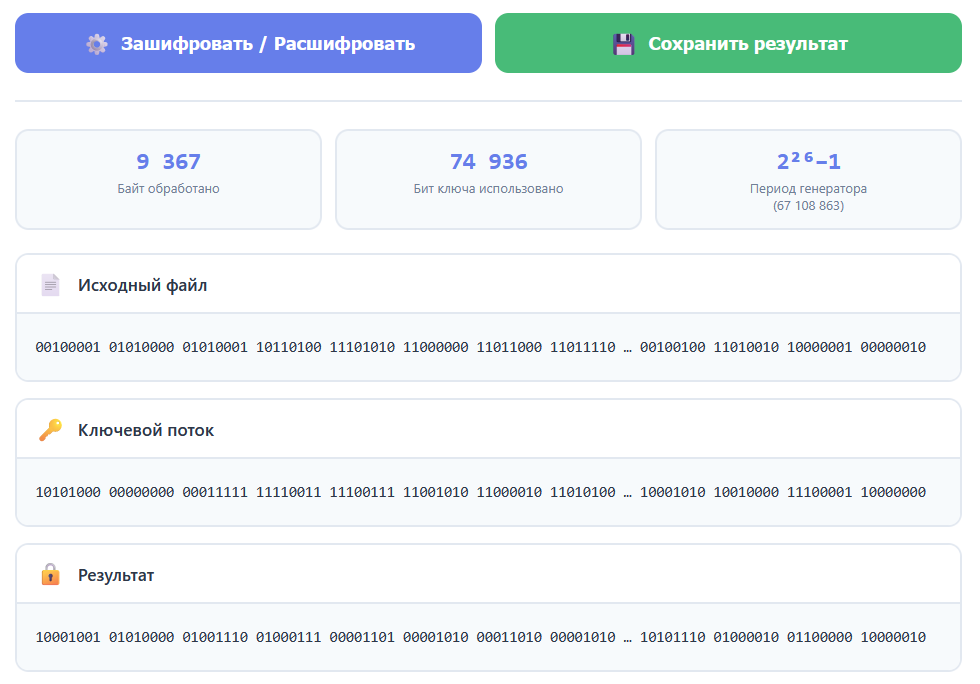 Зашифровать / Расшифровать
Сохранить результат
9 367
Байт обработано
74 936
Бит ключа использовано
2²⁶−1
Период генератора
(67 108 863)
Исходный файл
00100001 01010000 01010001 10110100 11101010 11000000 11011000 11011110 … 00100100 11010010 10000001 00000010
Ключевой поток
10101000 00000000 00011111 11110011 11100111 11001010 11000010 11010100 … 10001010 10010000 11100001 10000000
Результат
10001001 01010000 01001110 01000111 00001101 00001010 00011010 00001010 … 10101110 01000010 01100000 10000010